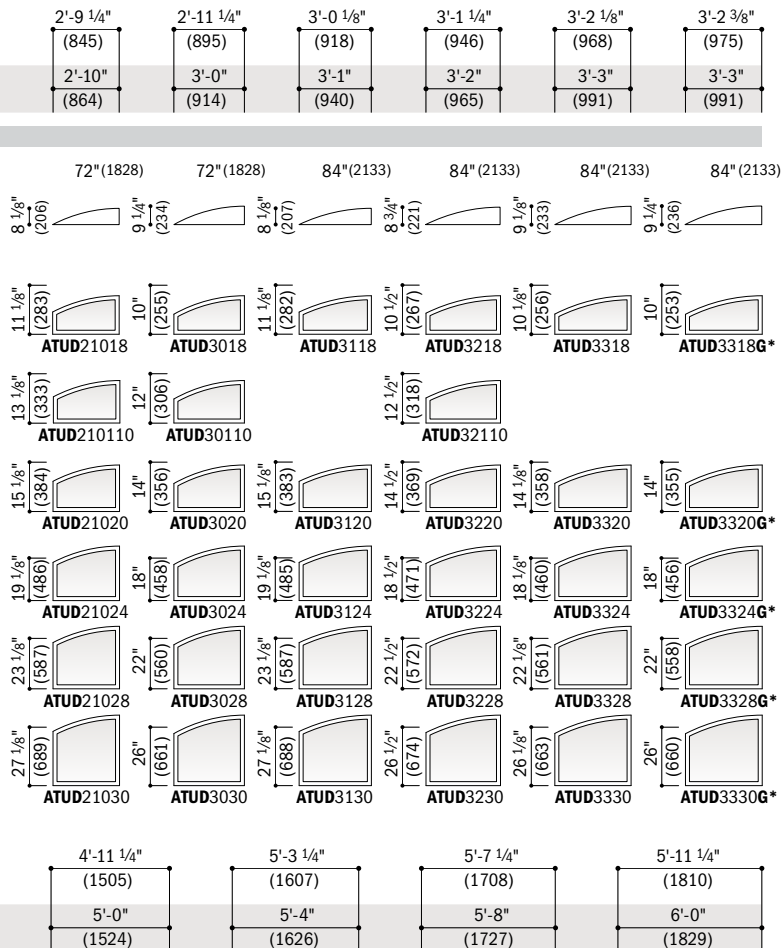 2'-9 1/4" 2'-11 1/4" 3'-0 1/8" 3'-1 1/4" 3'-2 1/8" 3'-2 3/8"
(845) (895) (918) (946) (968) (975)
2'-10" 3'-0" 3'-1" 3'-2" 3'-3" 3'-3"
(864) (914) (940) (965) (991) (991)
72" (1828) 72" (1828) 84" (2133) 84" (2133) 84" (2133) 84" (2133)
8 1/8" (206) 9 1/4" (234) 8 1/8" (207) 8 3/4" (221) 9 1/8" (233) 9 1/4" (236)
11 1/8" (283) 10" (255) 11 1/8" (282) 10 1/2" (267) 10 1/8" (256) 10" (253)
ATUD21018 ATUD3018 ATUD3118 ATUD3218 ATUD3318 ATUD3318G*
13 1/8" (333) 12" (306) 12 1/2" (318)
ATUD210110 ATUD30110 ATUD32110
15 1/8" (384) 14" (356) 15 1/8" (383) 14 1/2" (369) 14 1/8" (358) 14" (355)
ATUD21020 ATUD3020 ATUD3120 ATUD3220 ATUD3320 ATUD3320G*
19 1/8" (486) 18" (458) 19 1/8" (485) 18 1/2" (471) 18 1/8" (460) 18" (456)
ATUD21024 ATUD3024 ATUD3124 ATUD3224 ATUD3324 ATUD3324G*
23 1/8" (587) 22" (560) 23 1/8" (587) 22 1/2" (572) 22 1/8" (561) 22" (558)
ATUD21028 ATUD3028 ATUD3128 ATUD3228 ATUD3328 ATUD3328G*
27 1/8" (689) 26" (661) 27 1/8" (688) 26 1/2" (674) 26 1/8" (663) 26" (660)
ATUD21030 ATUD3030 ATUD3130 ATUD3230 ATUD3330 ATUD3330G*
4'-11 1/4" 5'-3 1/4" 5'-7 1/4" 5'-11 1/4"
(1505) (1607) (1708) (1810)
5'-0" 5'-4" 5'-8" 6'-0"
(1524) (1626) (1727) (1829)